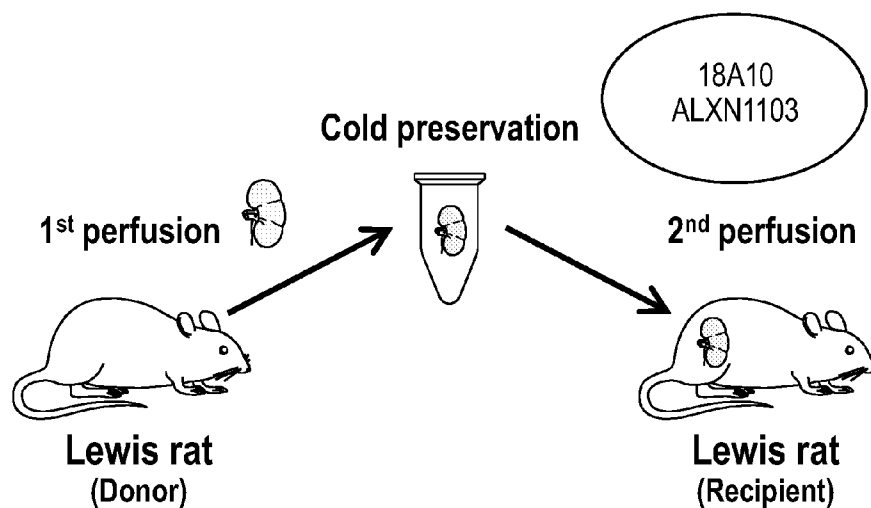 18A10
ALXN1103
Cold preservation
1st perfusion
2nd perfusion
Lewis rat
(Donor)
Lewis rat
(Recipient)